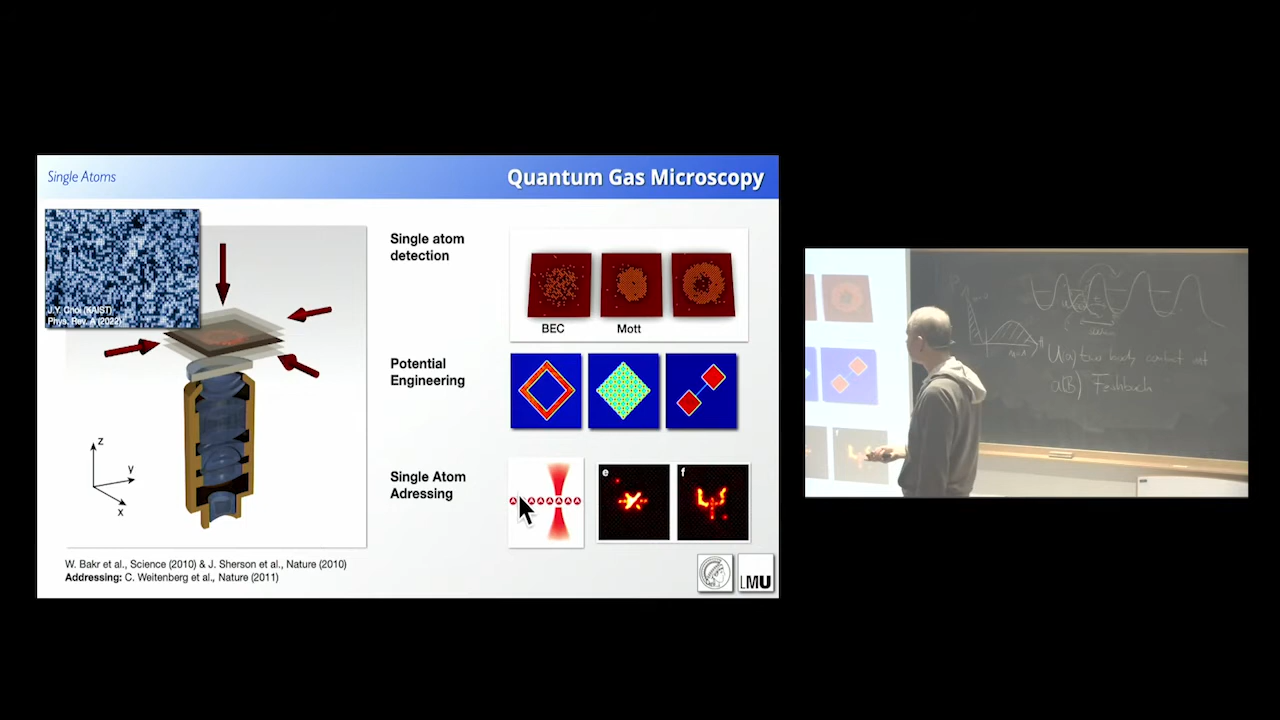 Single Atoms
Quantum Gas Microscopy
J.Y. Choi (KAIST)
Phys. Rev. A (2022)
Single atom
detection
BEC
Mott
Potential
Engineering
z
y
x
Single Atom
Adressing
A AAAAAA
e
f
W. Bakr et al., Science (2010) & J. Sherson et al., Nature (2010)
Addressing: C. Weitenberg et al., Nature (2011)
LMU
U(a) two body contact int
a(B) Feshbach
f